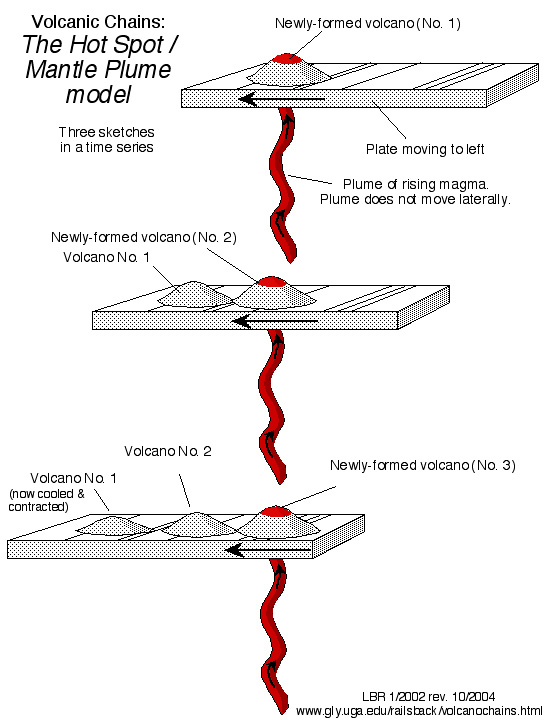 Volcanic Chains:
The Hot Spot /
Mantle Plume
model
Three sketches
in a time series
Newly-formed volcano (No. 1)
Plate moving to left
Plume of rising magma.
Plume does not move laterally.
Newly-formed volcano (No. 2)
Volcano No. 1
Volcano No. 2
Newly-formed volcano (No. 3)
Volcano No. 1
(now cooled &
contracted)
LBR 1/2002 rev. 10/2004
www.gly.uga.edu/railsback/volcanochains.html